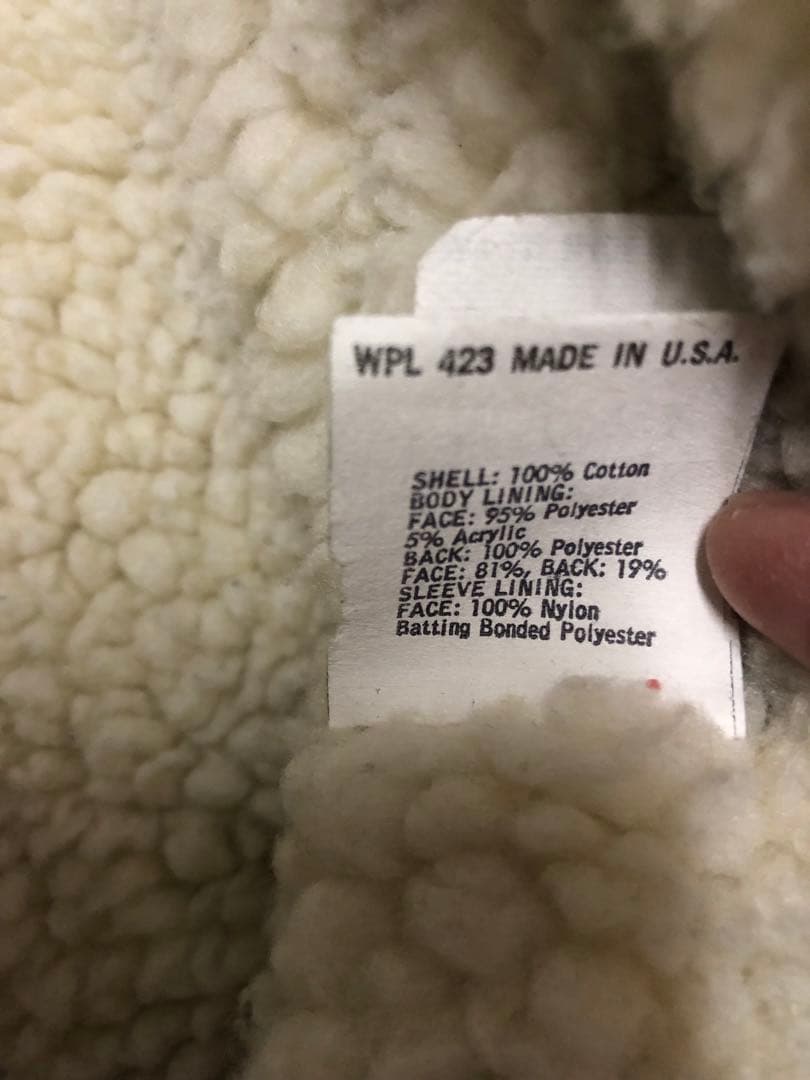 WPL 423 MADE IN U.S.A.
SHELL: 100% Cotton
BODY LINING:
FACE: 95% Polyester
5% Acrylic
BACK: 100% Polyester
FACE: 81%, BACK: 19%
SLEEVE LINING:
FACE: 100% Nylon
Batting Bonded Polyester